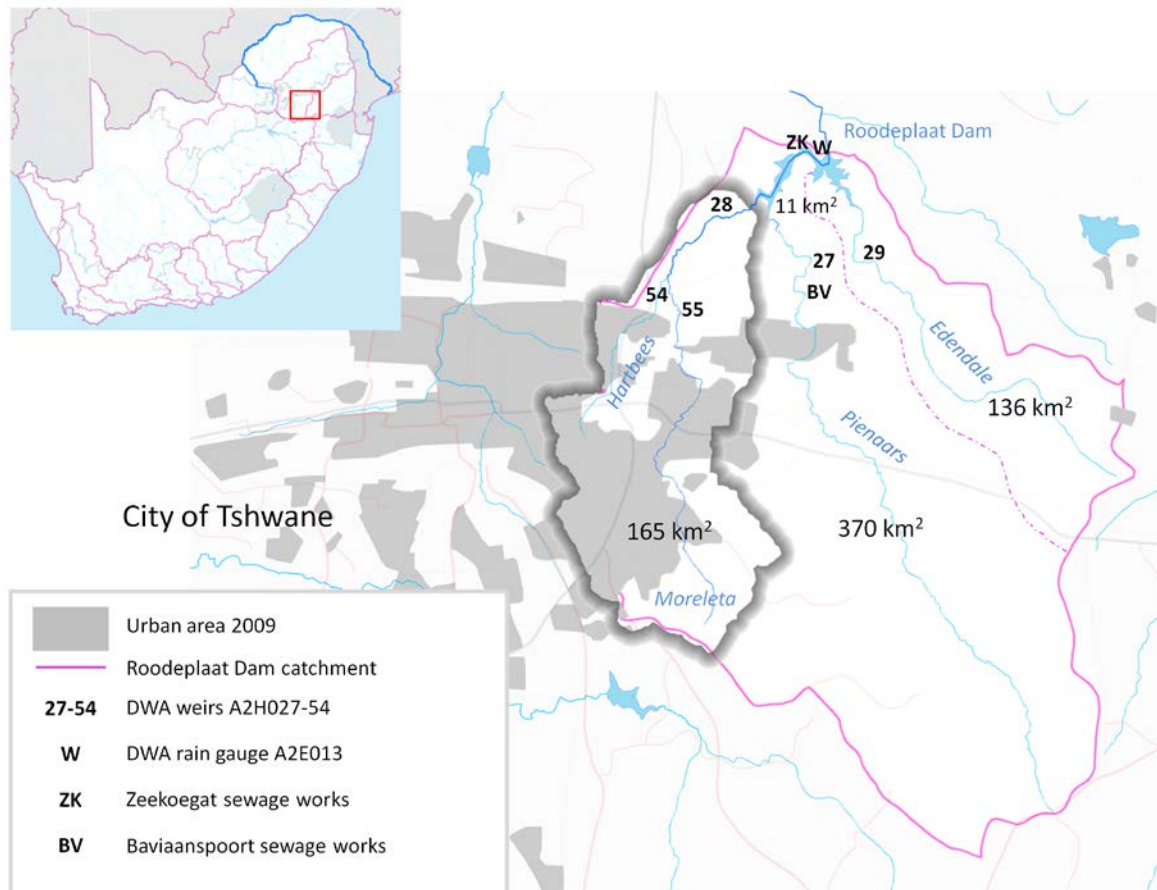 ZK W
Roodeplaat Dam
28
11 km²
27
29
BV
54
55
Hartbees
Edendale
136 km²
Pienaars
City of Tshwane
165 km²
370 km²
Moreleta
Urban area 2009
Roodeplaat Dam catchment
27-54 DWA weirs A2H027-54
W DWA rain gauge A2E013
ZK Zeekoegat sewage works
BV Baviaanspoort sewage works